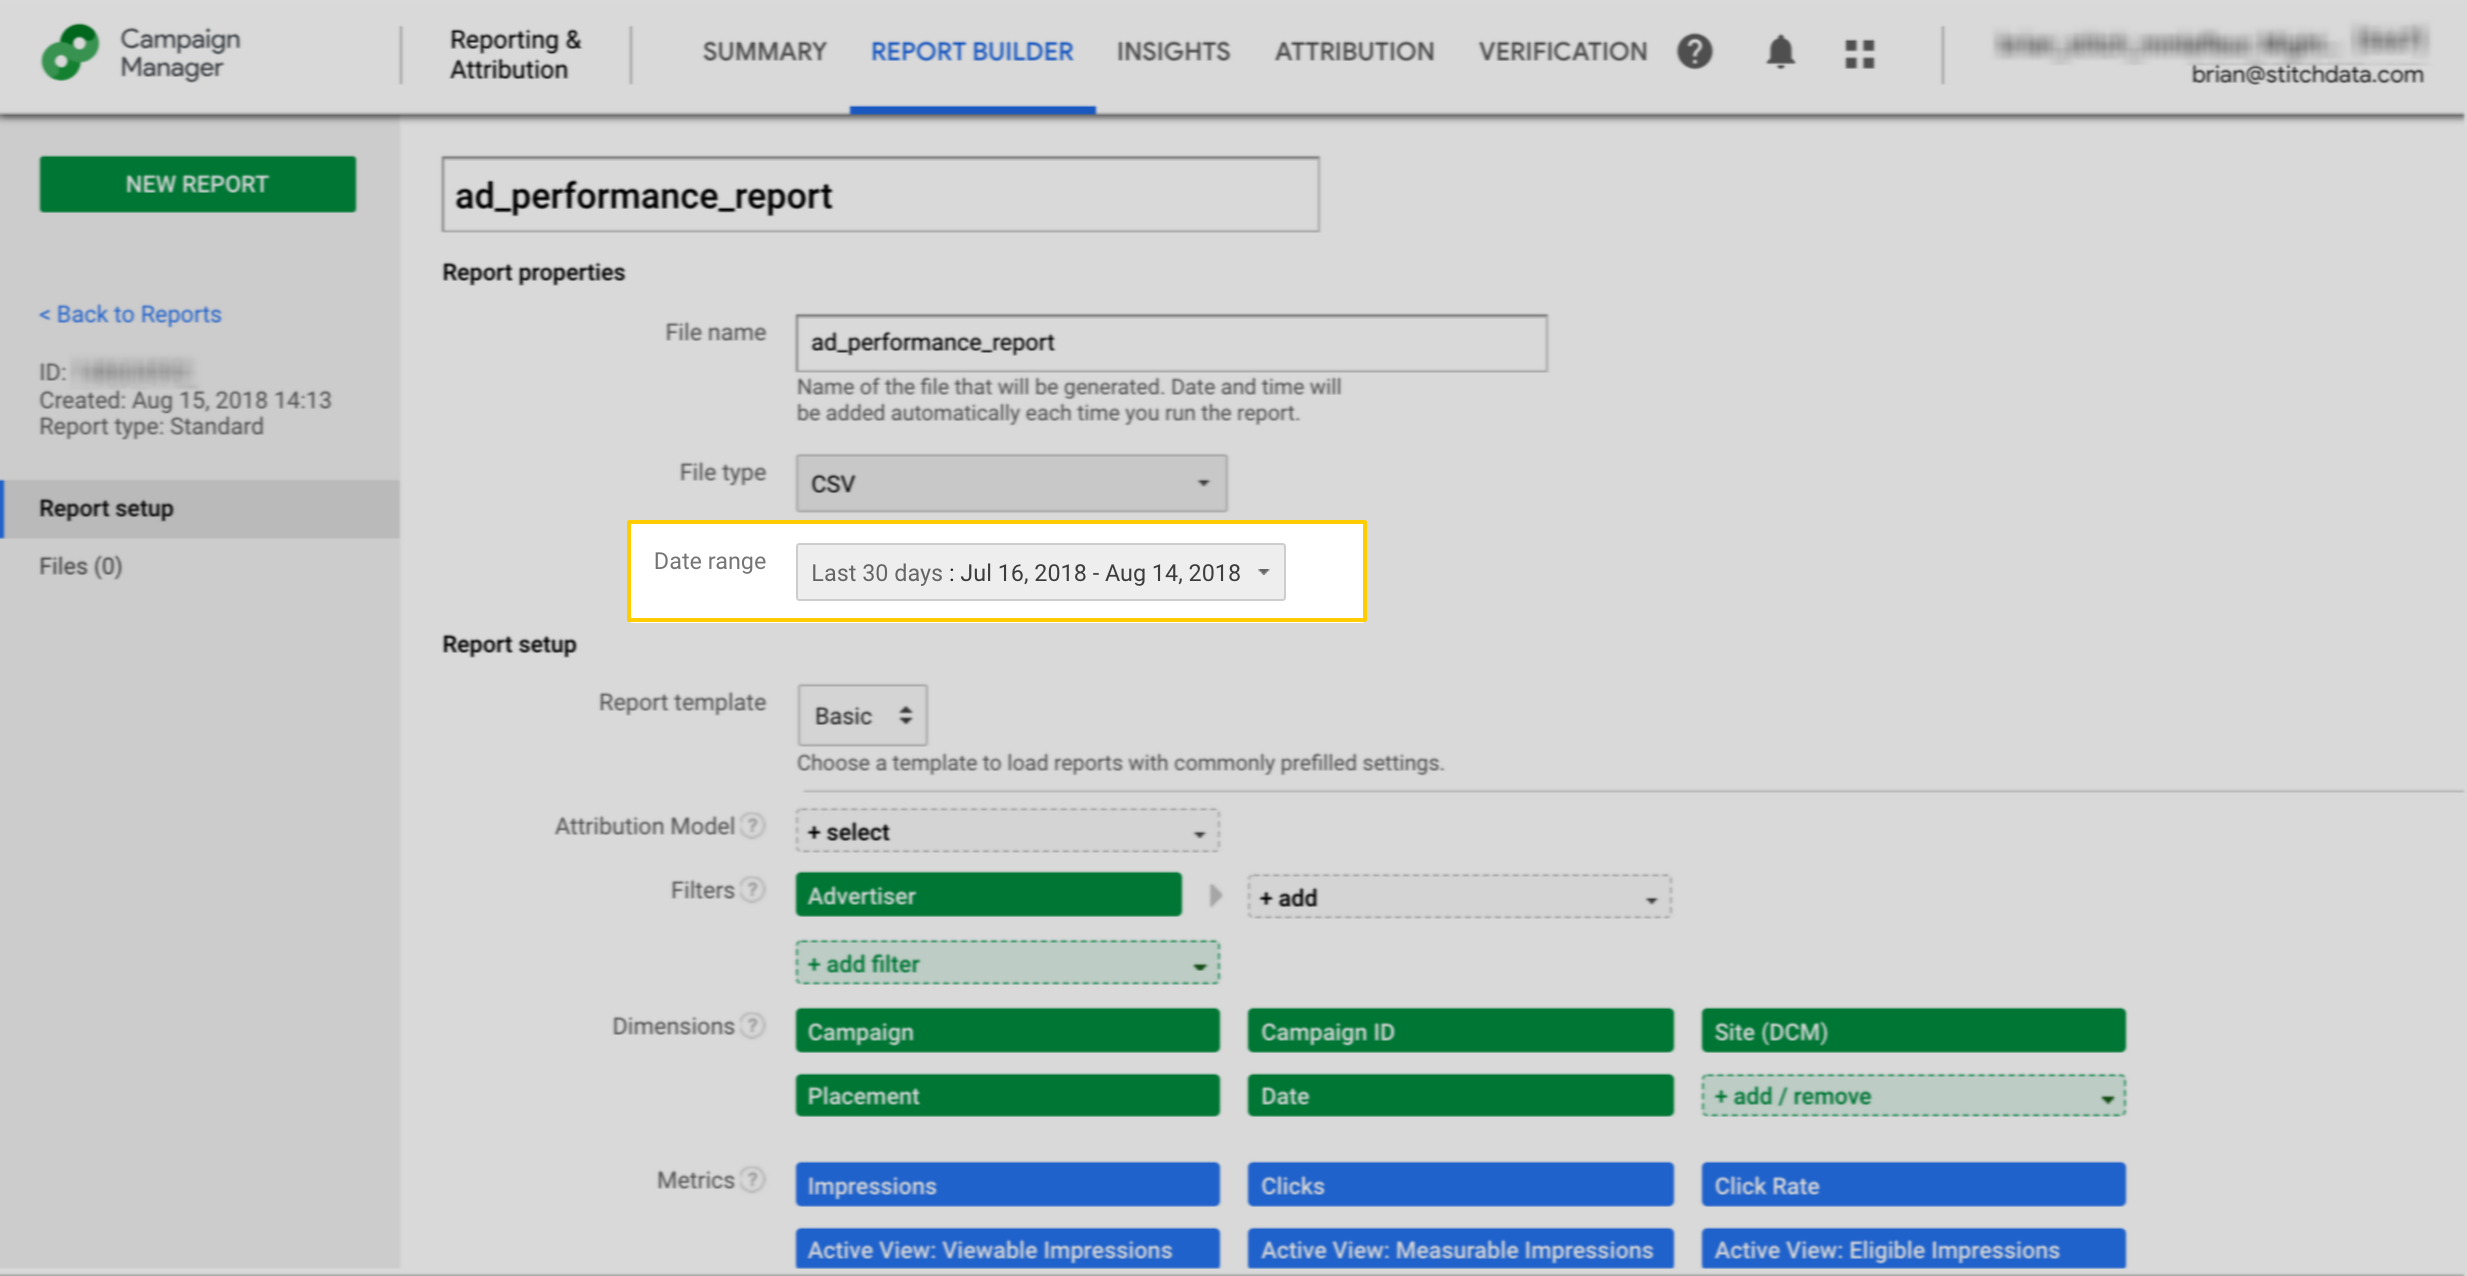 Campaign
Manager
Reporting &
Attribution
SUMMARY
REPORT BUILDER
INSIGHTS
ATTRIBUTION
VERIFICATION
?
brian@stitchdata.com
NEW REPORT
< Back to Reports
ID:
Created: Aug 15, 2018 14:13
Report type: Standard
Report setup
Files (0)
ad_performance_report
Report properties
File name
ad_performance_report
Name of the file that will be generated. Date and time will
be added automatically each time you run the report.
File type
CSV
Date range
Last 30 days : Jul 16, 2018 - Aug 14, 2018
Report setup
Report template
Basic
Choose a template to load reports with commonly prefilled settings.
Attribution Model ?
+ select
Filters ?
Advertiser
+ add
+ add filter
Dimensions ?
Campaign
Campaign ID
Site (DCM)
Placement
Date
+ add / remove
Metrics ?
Impressions
Clicks
Click Rate
Active View: Viewable Impressions
Active View: Measurable Impressions
Active View: Eligible Impressions